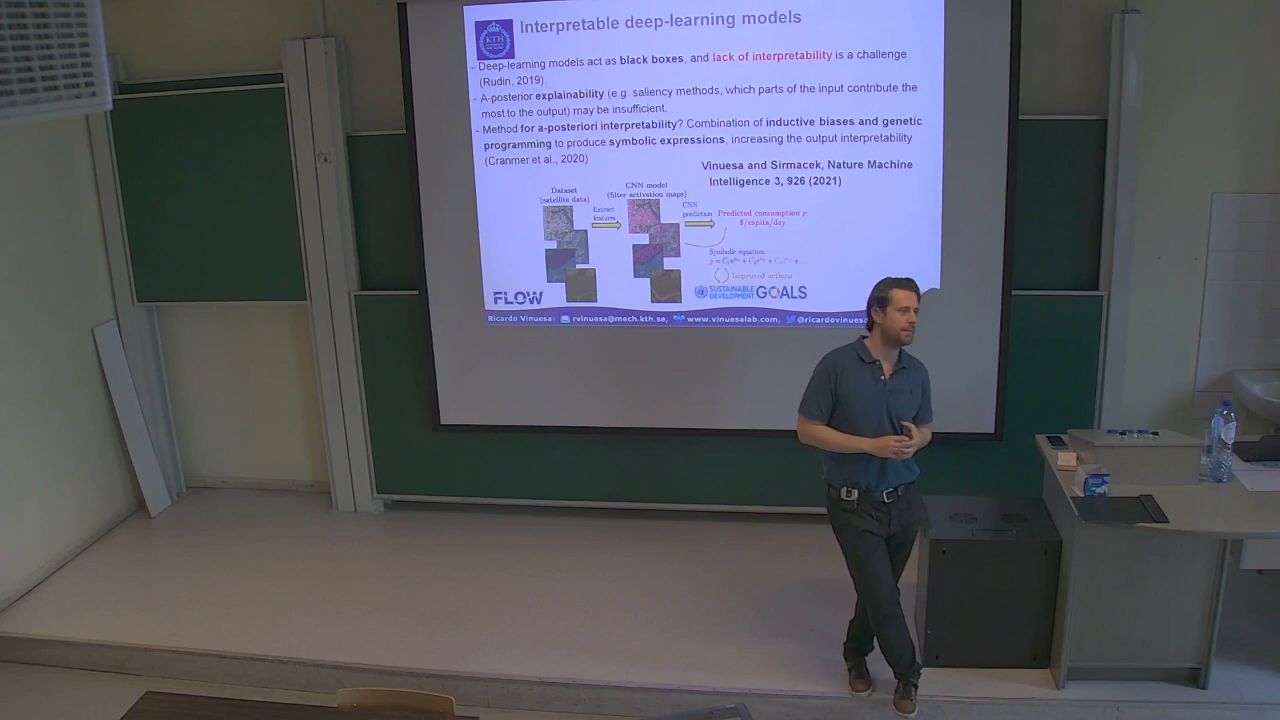 Interpretable deep-learning models
KTH
- Deep-learning models act as black boxes, and lack of interpretability is a challenge
(Rudin, 2019)
- A-posterior explainability (e.g. saliency methods, which parts of the input contribute the
most to the output) may be insufficient.
- Method for a-posteriori interpretability? Combination of inductive biases and genetic
programming to produce symbolic expressions, increasing the output interpretability
(Cranmer et al., 2020)
Vinuesa and Sirmacek, Nature Machine
Intelligence 3, 926 (2021)
Dataset
(satellite data)
Extract
features
CNN model
(filter activation maps)
CNN
prediction
Predicted consumption p
$/capita/day
Symbolic equation:
Improved actions
FLOW
SUSTAINABLE
DEVELOPMENT
GOALS
Ricardo Vinuesa: rvinuesa@mech.kth.se, www.vinuesalab.com, @ricardovinuesa